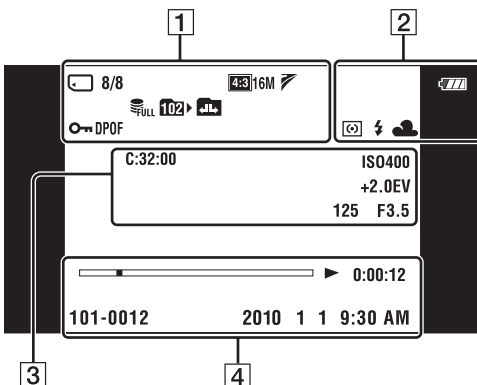 1 2
8/8 4:3 16M
FULL 102
DPOF
C:32:00 ISO400
+2.0EV
125 F3.5
0:00:12
101-0012 2010 1 1 9:30 AM
3 4